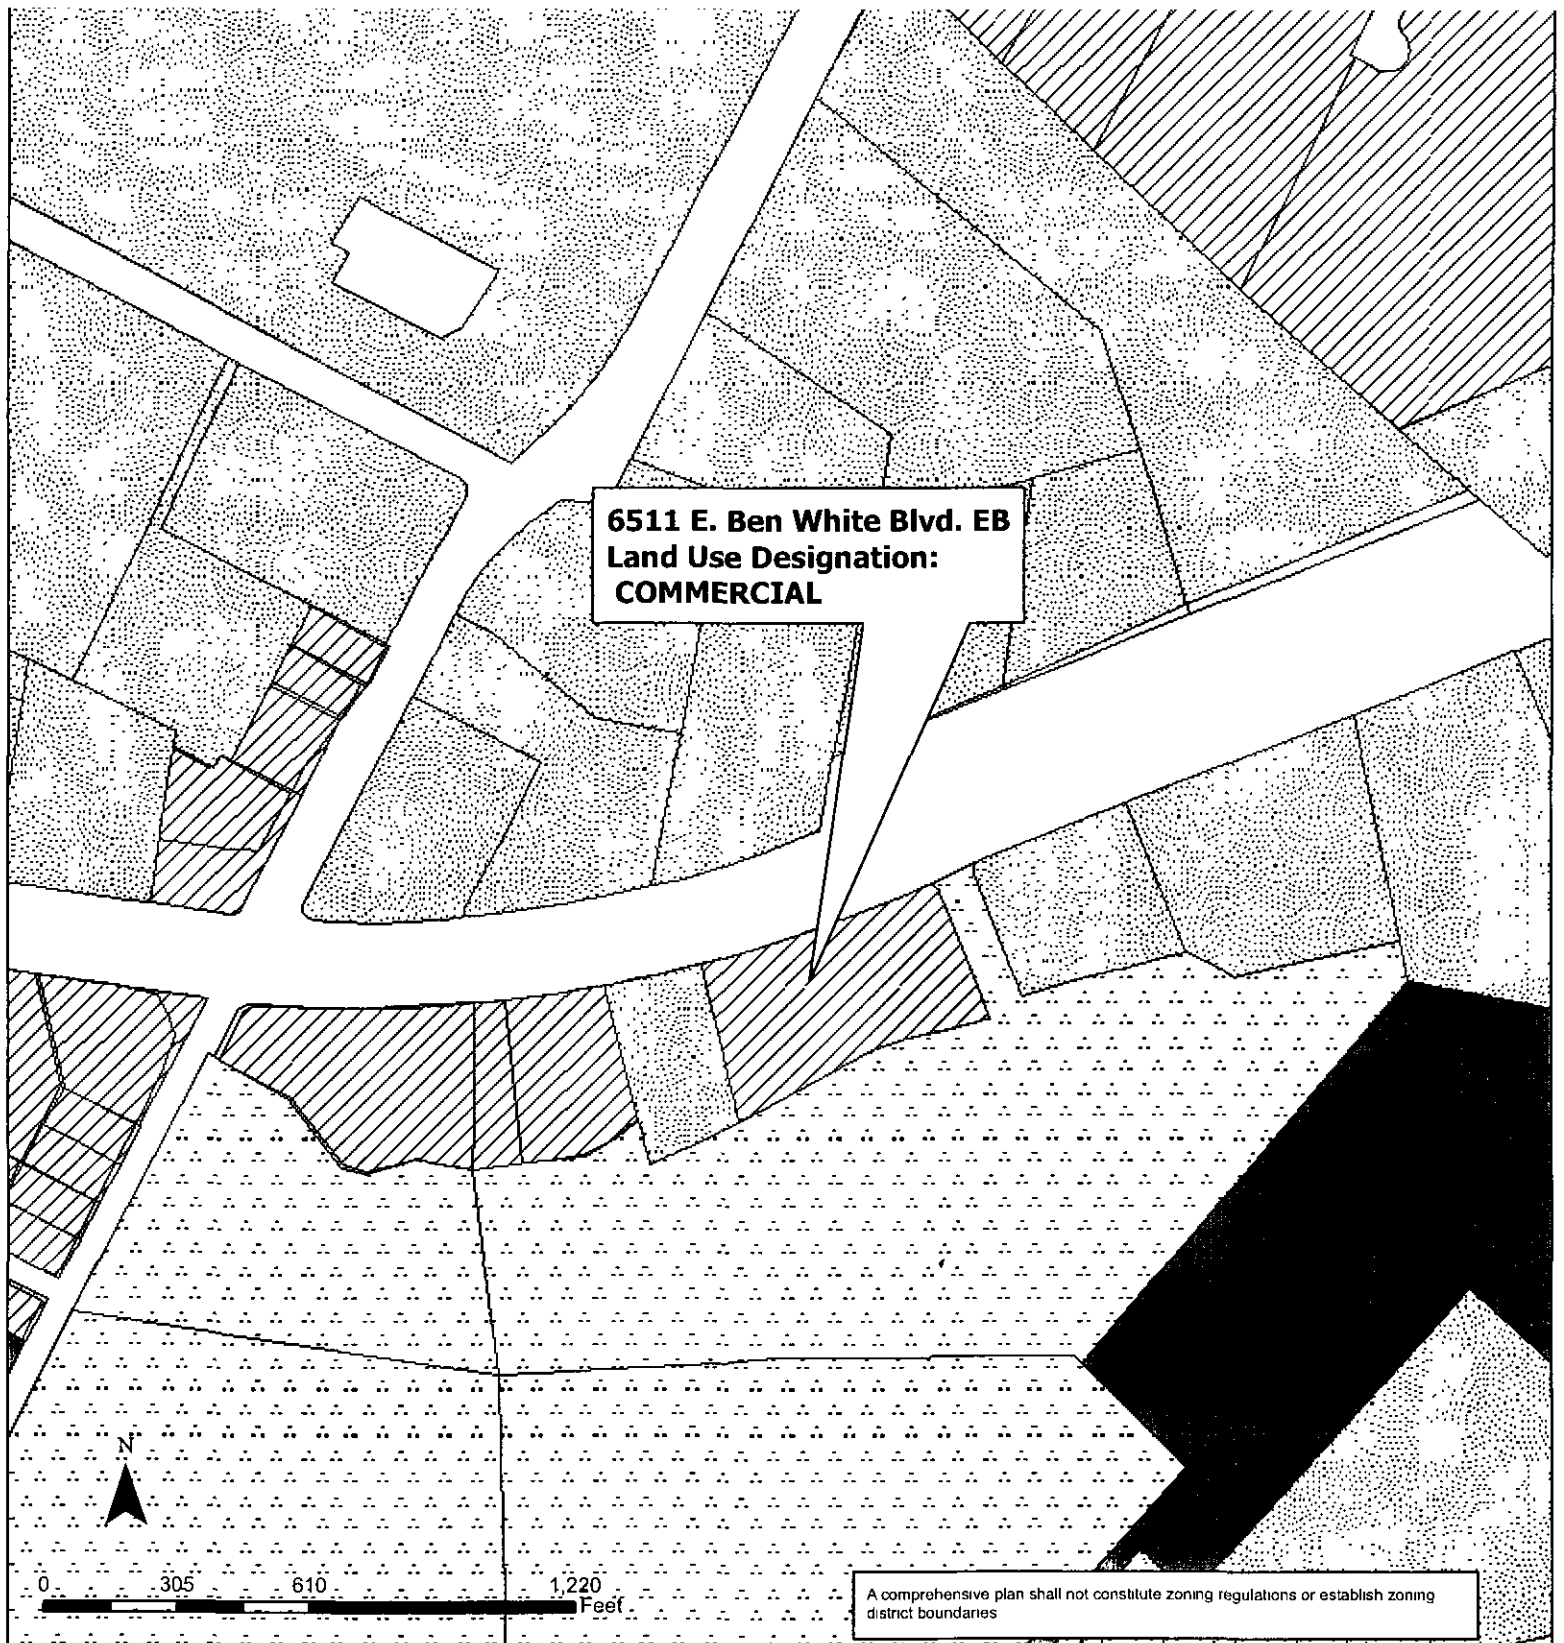 6511 E. Ben White Blvd. EB
Land Use Designation:
COMMERCIAL
N
0 305 610 1,220
Feet
A comprehensive plan shall not constitute zoning regulations or establish zoning
district boundaries